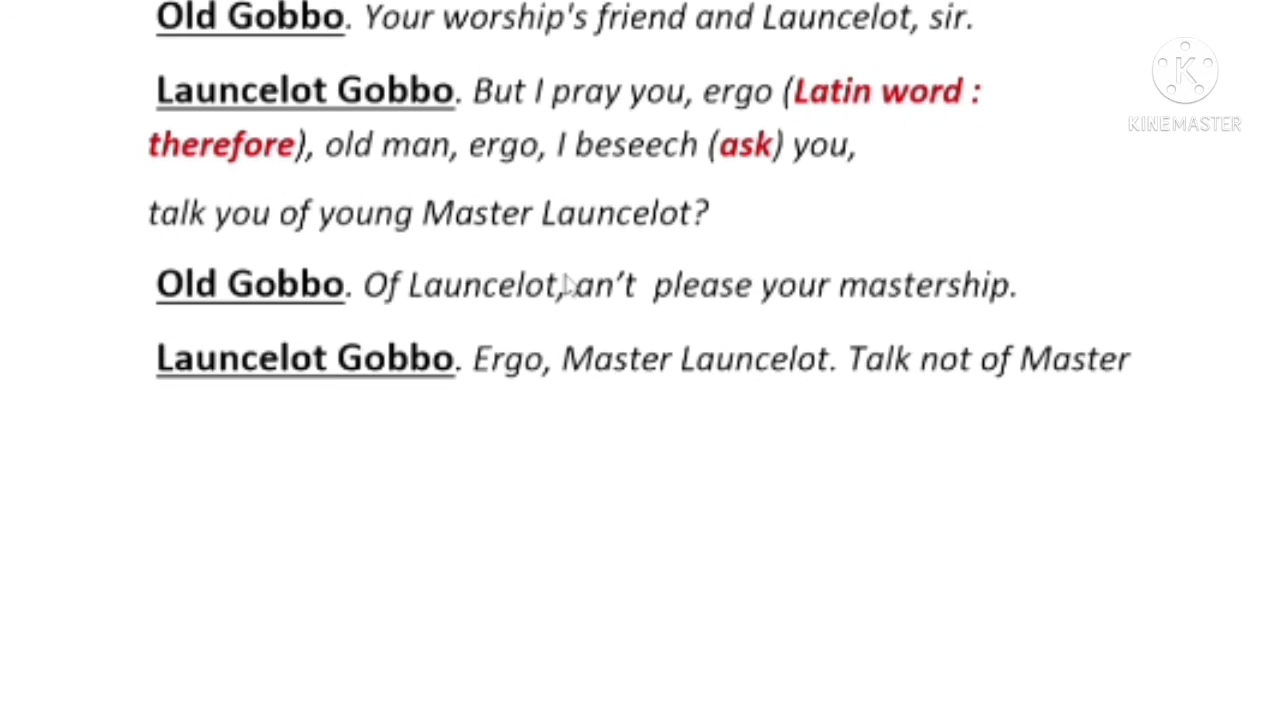 Old Gobbo. Your worship's friend and Launcelot, sir.
Launcelot Gobbo. But I pray you, ergo (Latin word :
therefore), old man, ergo, I beseech (ask) you,
talk you of young Master Launcelot?
Old Gobbo. Of Launcelot, an’t please your mastership.
Launcelot Gobbo. Ergo, Master Launcelot. Talk not of Master
K
KINEMASTER